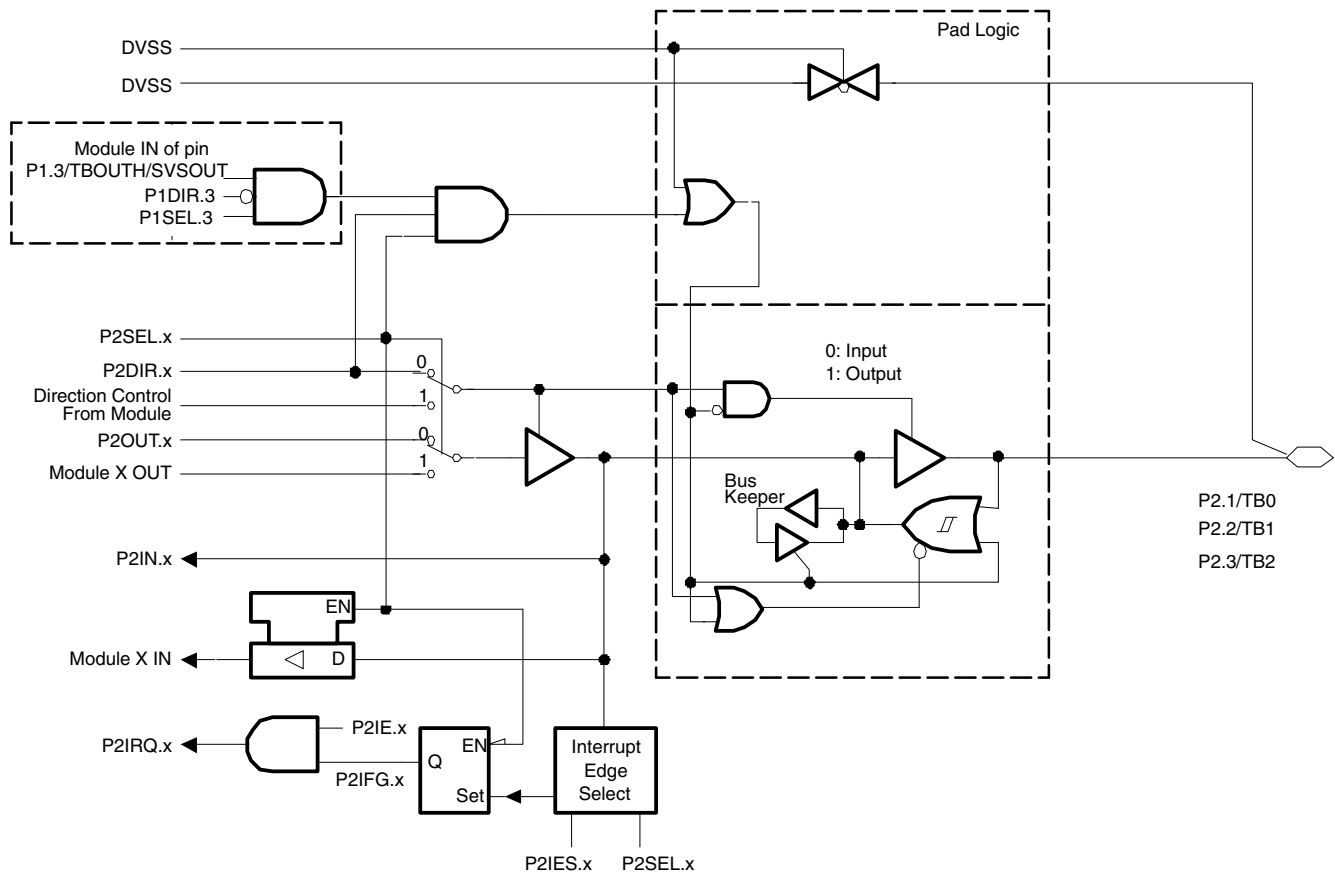 Pad Logic
DVSS
DVSS
Module IN of pin
P1.3/TBOUTH/SVSOUT
P1DIR.3
P1SEL.3
P2SEL.x
P2DIR.x
0
Direction Control
From Module
1
P2OUT.x
0
Module X OUT
1
0: Input
1: Output
Bus
Keeper
P2.1/TB0
P2.2/TB1
P2.3/TB2
P2IN.x
EN
Module X IN
D
P2IRQ.x
P2IE.x
P2IFG.x
EN
Q
Set
Interrupt
Edge
Select
P2IES.x
P2SEL.x